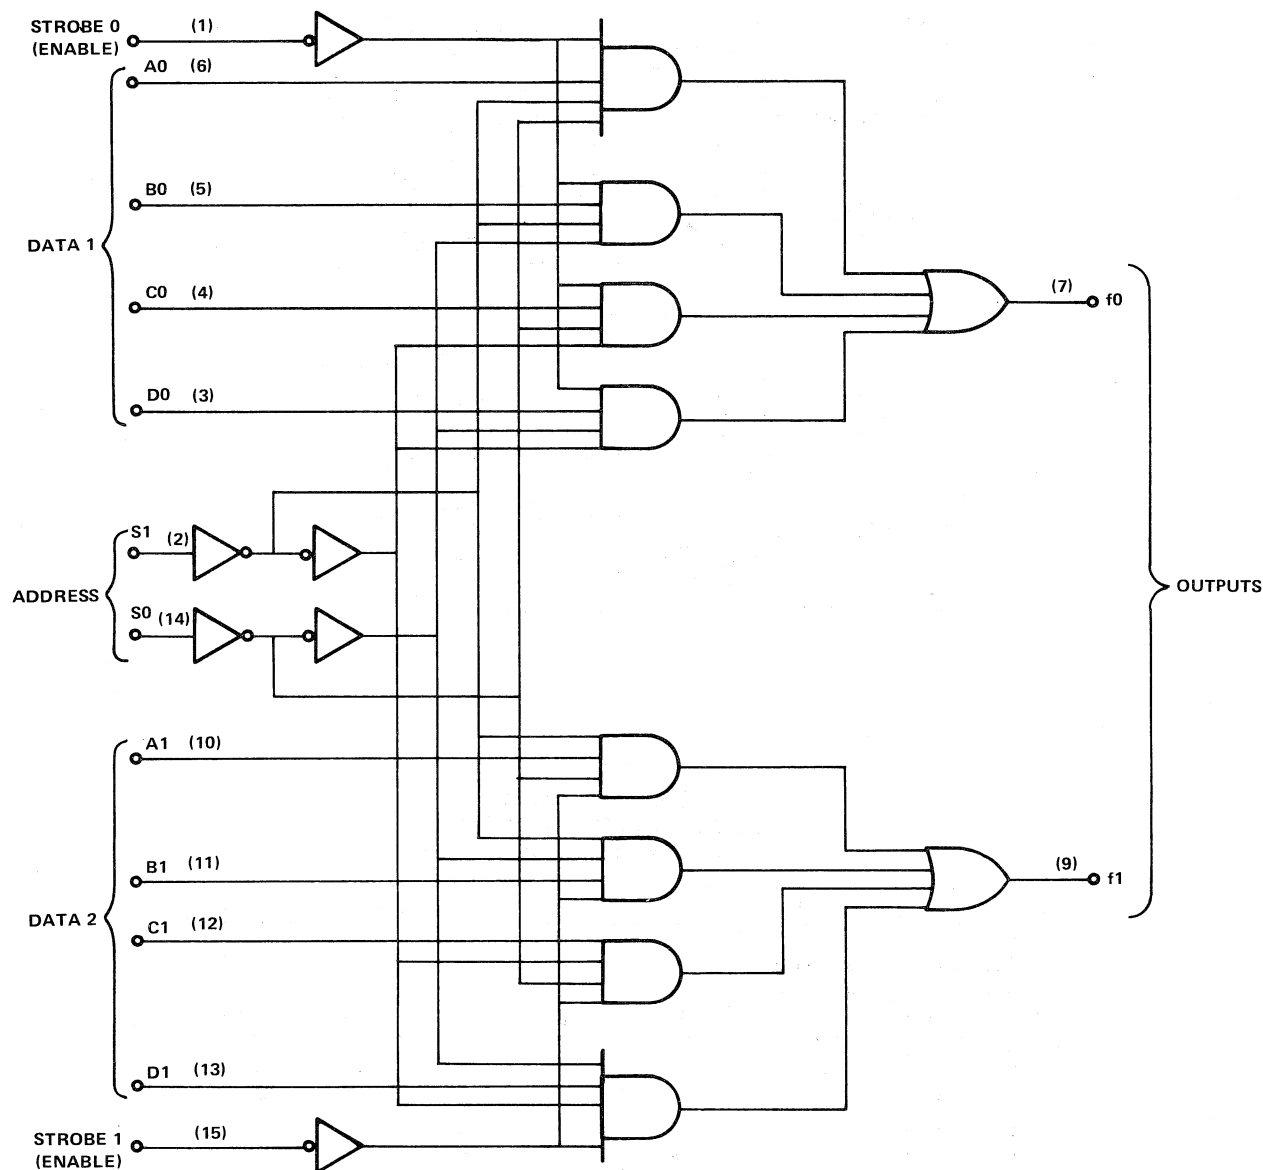 STROBE 0 (1)
(ENABLE)
A0 (6)
B0 (5)
DATA 1
C0 (4)
(7) f0
D0 (3)
S1 (2)
ADDRESS
OUTPUTS
S0 (14)
A1 (10)
B1 (11)
(9) f1
DATA 2
C1 (12)
D1 (13)
STROBE 1 (15)
(ENABLE)